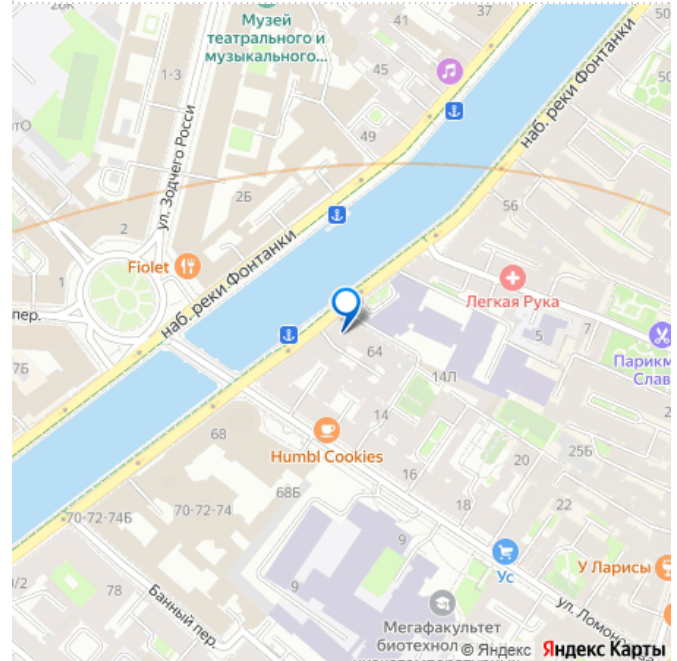 20К
Музей
театрального и
музыкального...
41
37
50
45
1-3
ул. Зодчего Росси
49
наб. реки Фонтанки
2Б
56
2
1
Fiolet
наб. реки Фонтанки
пер.
Легкая Рука
5
7Б
64
14Л
Парикм
Слав
68
14
Humbl Cookies
16
20
25Б
68Б
18
22
70-72-74Б
70-72-74
9
Ус
У Ларисы
/2
78
Банный пер.
9
ул. Ломоно
Мегафакультет
биотехнол
© Яндекс Яндекс Карты